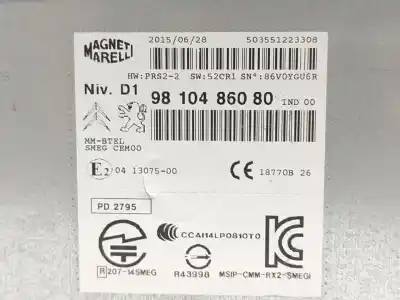 MAGNETI
MARELLI
2015/06/28 503551223308
HW:PRS2-2 SW:52CR1 SN*:86V0YGU6R
Niv. D1 98 104 860 80 IND 00
MM-BTEL
SMEG CEM00
E2 04 13075-00
CE 18770B 26
PD 2795
CCAH14LP0810T0
R 207-14SMEG
R43998
MSIP-CMM-RX2-SMEGI